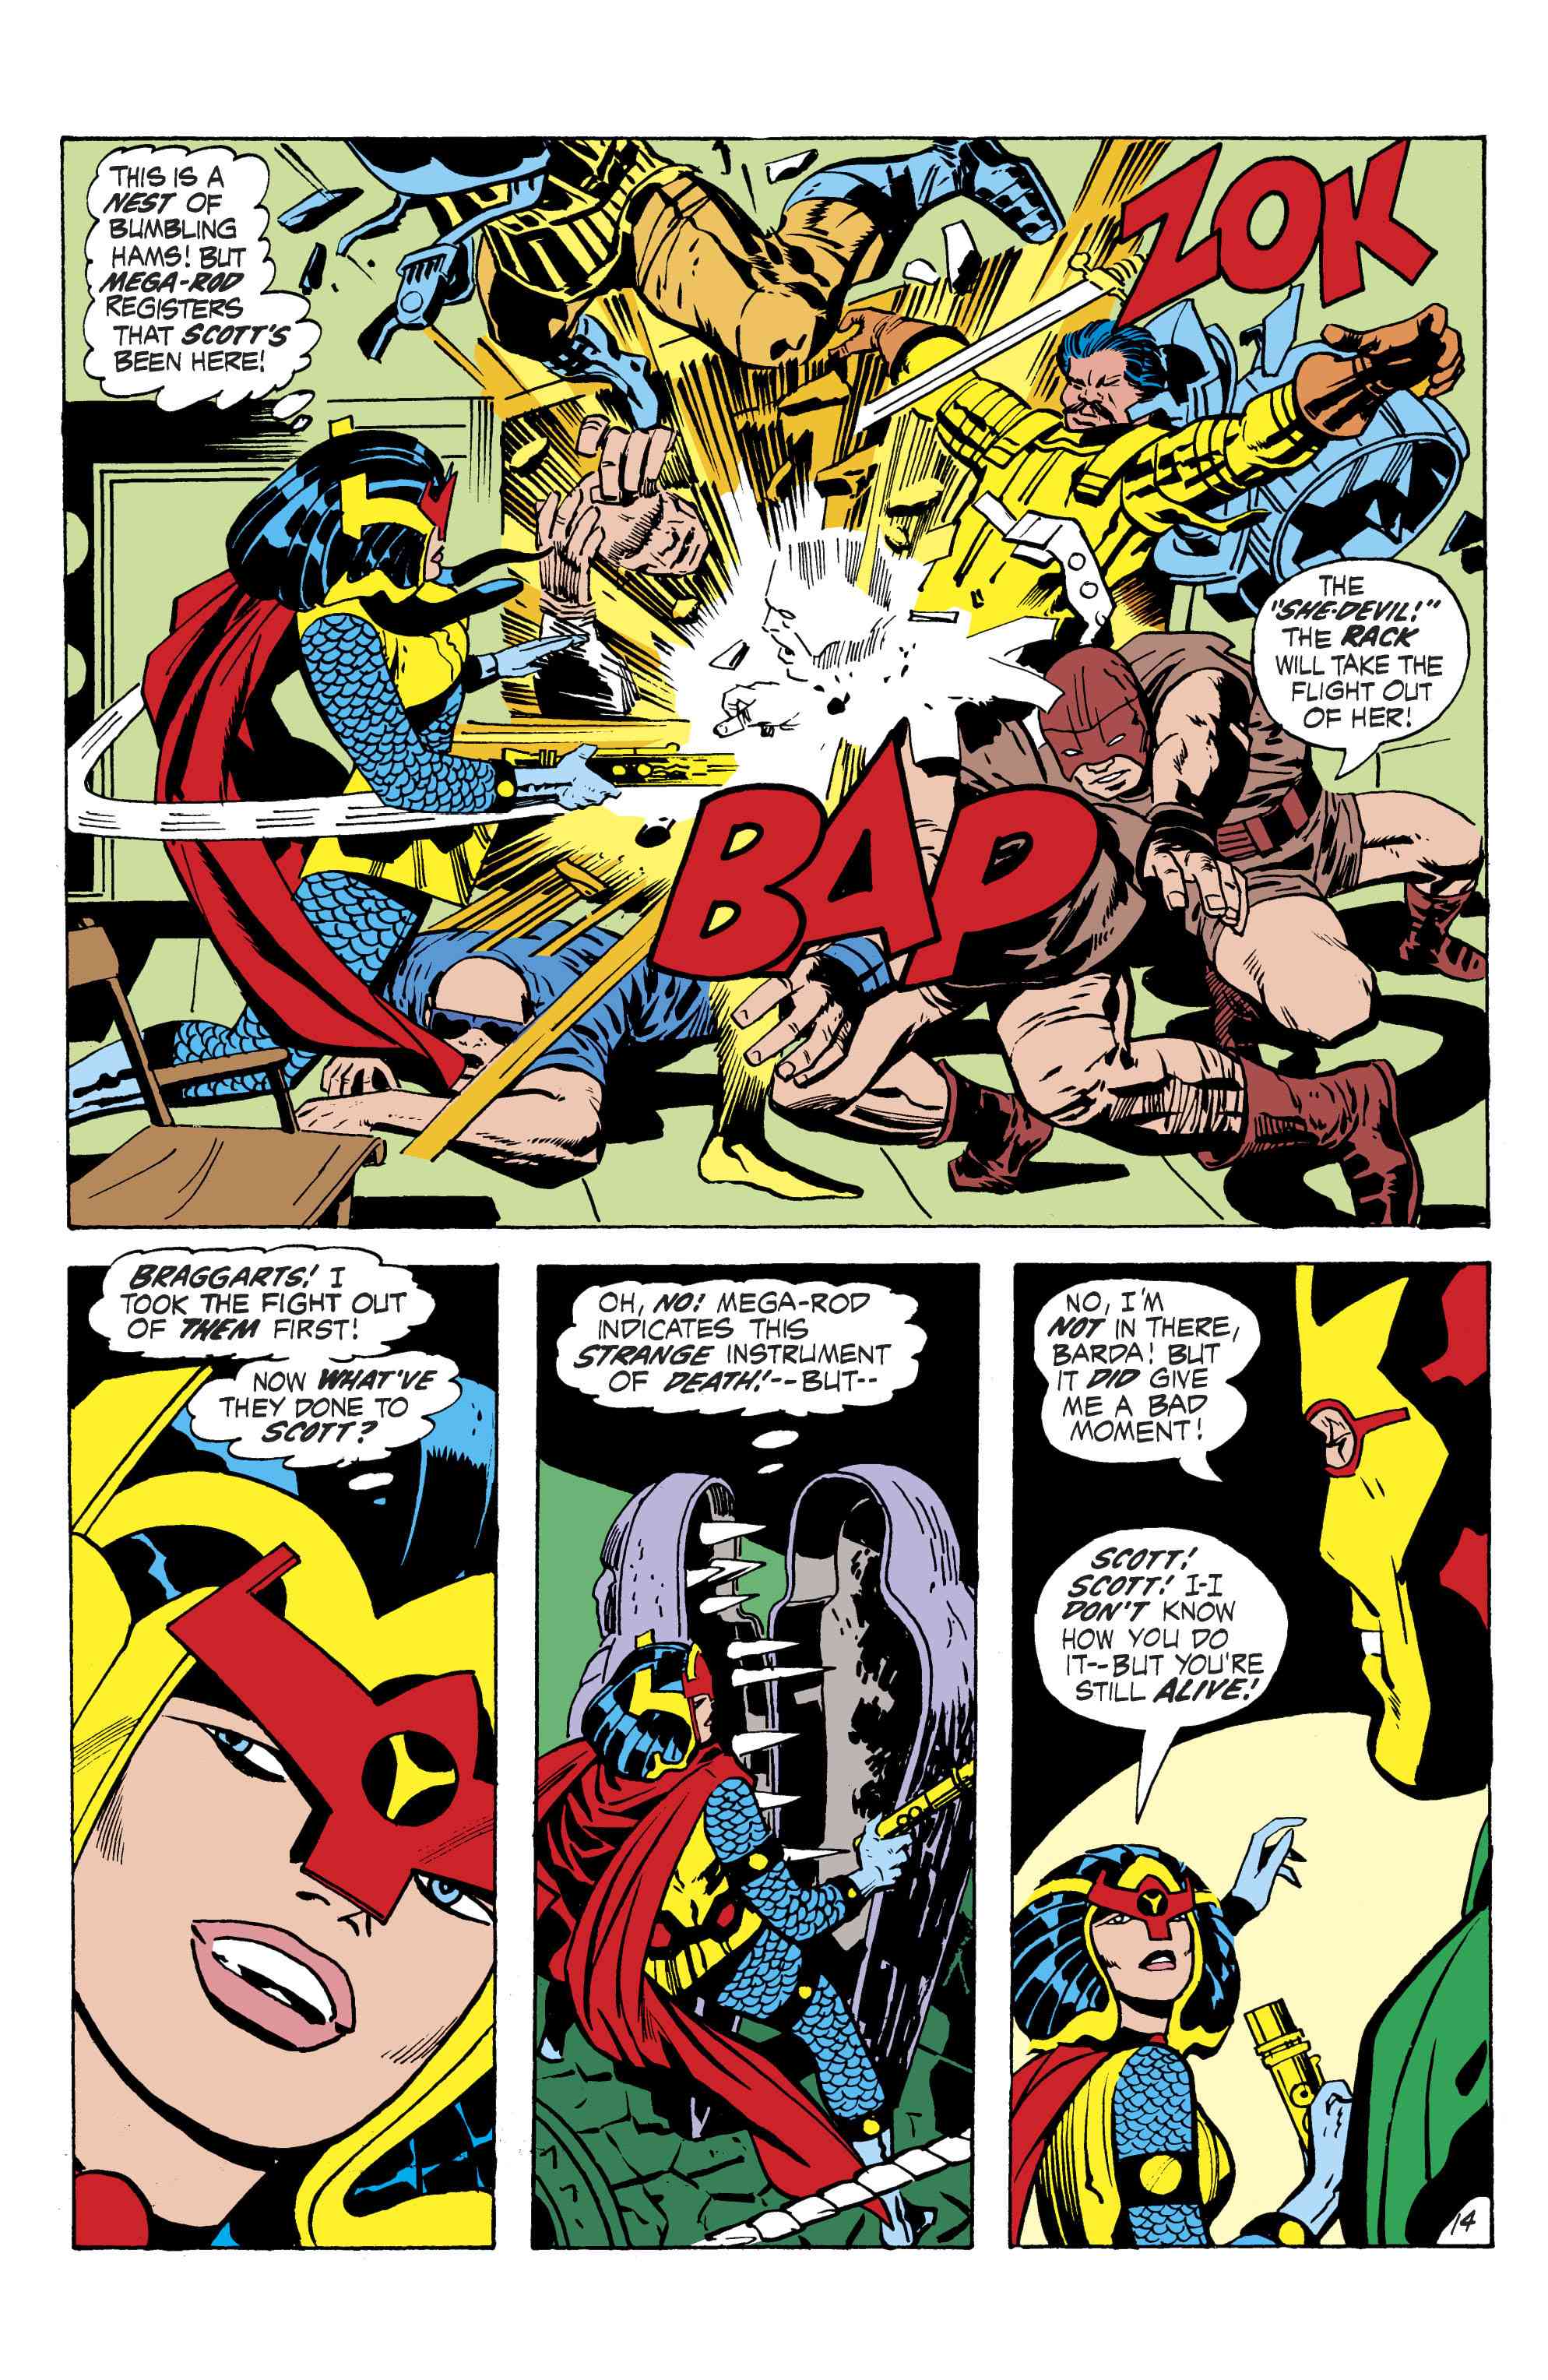 THIS IS A
NEST OF
BUMBLING
HAMS! BUT
MEGA-ROD
REGISTERS
THAT SCOTT'S
BEEN HERE!
ZOK
BAP
THE
"SHE-DEVIL!"
THE RACK
WILL TAKE THE
FLIGHT OUT
OF HER!
BRAGGARTS! I
TOOK THE FIGHT OUT
OF THEM FIRST!
NOW WHAT'VE
THEY DONE TO
SCOTT?
OH, NO! MEGA-ROD
INDICATES THIS
STRANGE INSTRUMENT
OF DEATH!--BUT--
NO, I'M
NOT IN THERE,
BARDA! BUT
IT DID GIVE
ME A BAD
MOMENT!
SCOTT!
SCOTT! I-I
DON'T KNOW
HOW YOU DO
IT--BUT YOU'RE
STILL ALIVE!
14